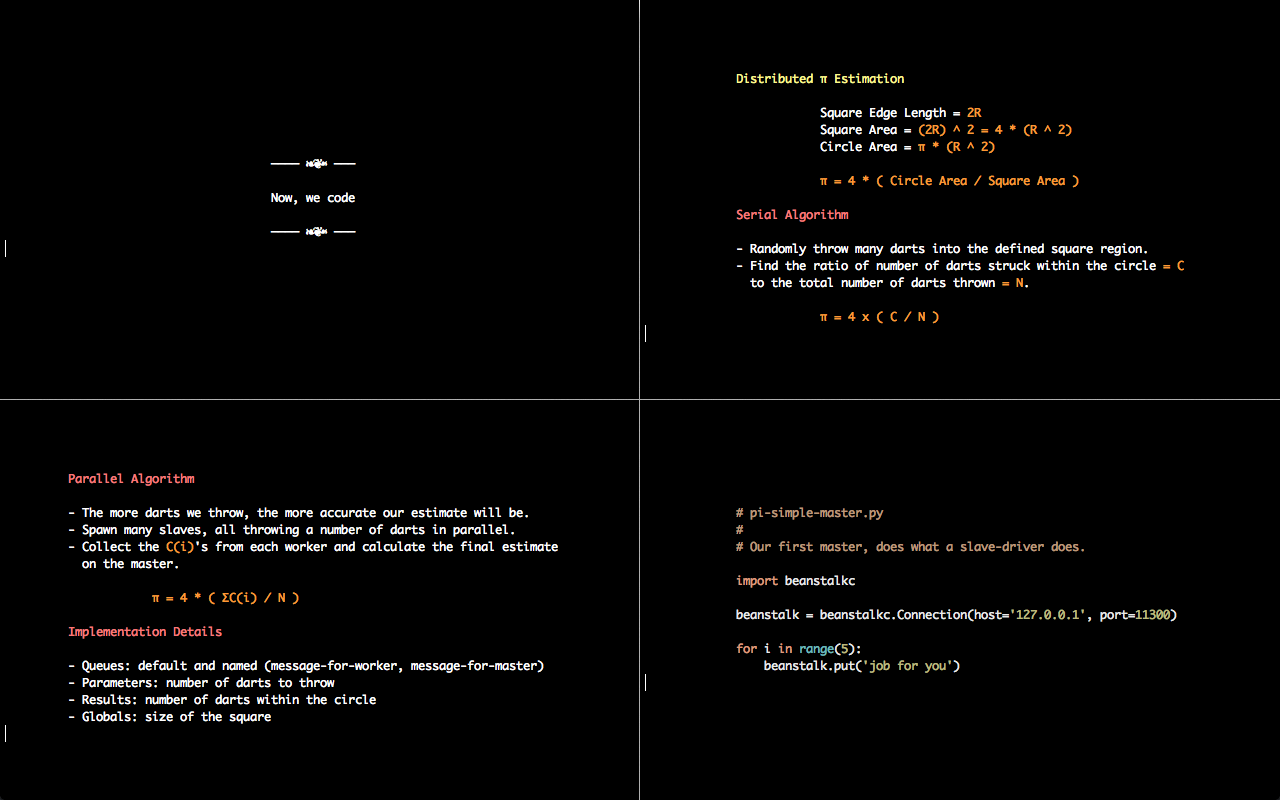 Now, we code
Distributed π Estimation
Square Edge Length = 2R
Square Area = (2R) ^ 2 = 4 * (R ^ 2)
Circle Area = π * (R ^ 2)
π = 4 * ( Circle Area / Square Area )
Serial Algorithm
- Randomly throw many darts into the defined square region.
- Find the ratio of number of darts struck within the circle = C
to the total number of darts thrown = N.
π = 4 x ( C / N )
Parallel Algorithm
- The more darts we throw, the more accurate our estimate will be.
- Spawn many slaves, all throwing a number of darts in parallel.
- Collect the C(i)'s from each worker and calculate the final estimate
on the master.
π = 4 * ( ΣC(i) / N )
Implementation Details
- Queues: default and named (message-for-worker, message-for-master)
- Parameters: number of darts to throw
- Results: number of darts within the circle
- Globals: size of the square
# pi-simple-master.py
#
# Our first master, does what a slave-driver does.
import beanstalkc
beanstalk = beanstalkc.Connection(host='127.0.0.1', port=11300)
for i in range(5):
beanstalk.put('job for you')